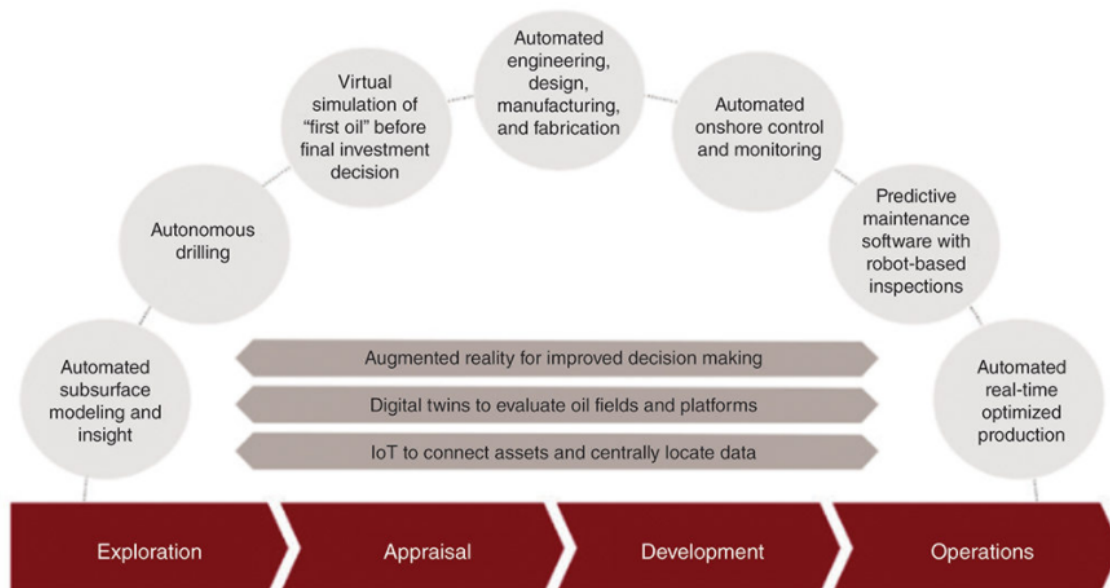 Automated
subsurface
modeling and
insight
Autonomous
drilling
Virtual
simulation of
“first oil” before
final investment
decision
Automated
engineering,
design,
manufacturing,
and fabrication
Automated
onshore control
and monitoring
Predictive
maintenance
software with
robot-based
inspections
Automated
real-time
optimized
production
Augmented reality for improved decision making
Digital twins to evaluate oil fields and platforms
IoT to connect assets and centrally locate data
Exploration
Appraisal
Development
Operations